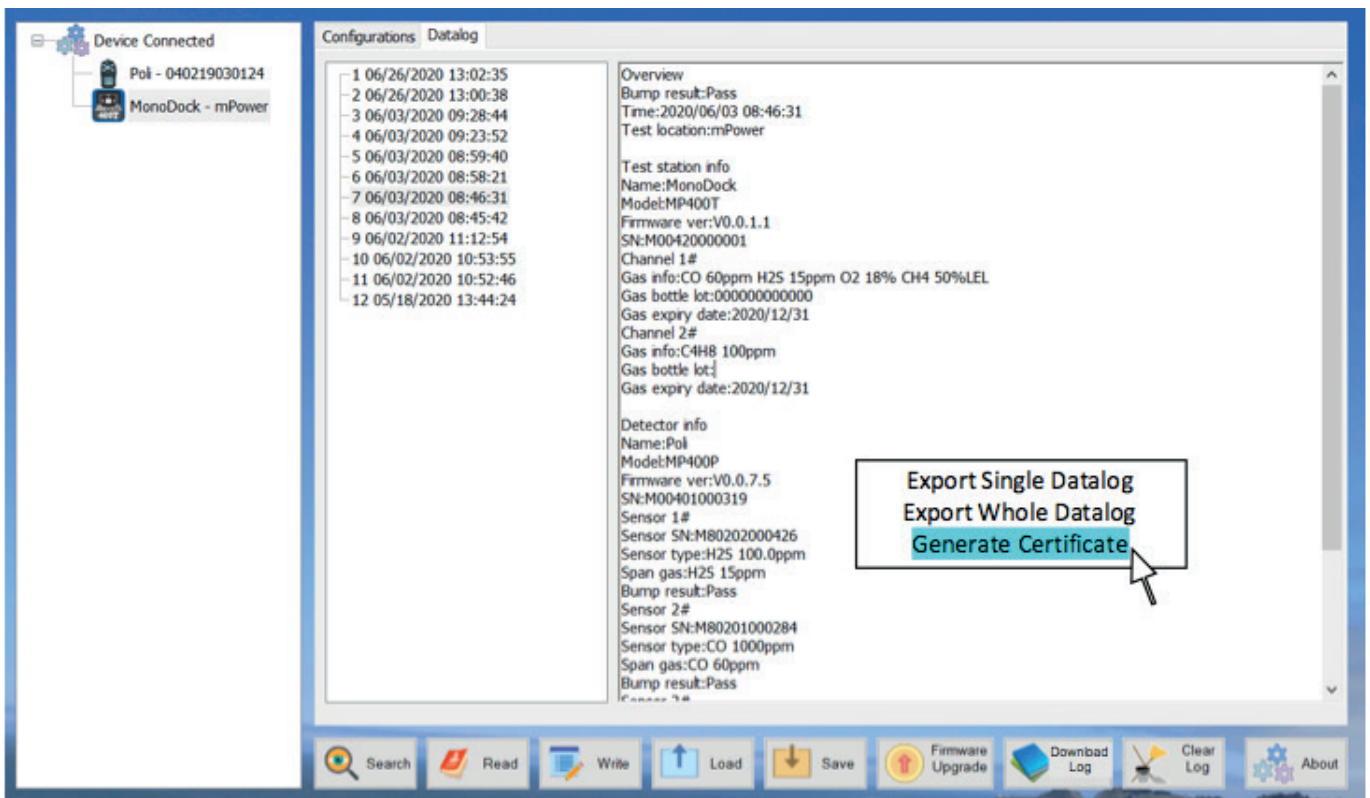 Device Connected
Poli - 040219030124
MonoDock - mPower
Configurations Datalog
1 06/26/2020 13:02:35
2 06/26/2020 13:00:38
3 06/03/2020 09:28:44
4 06/03/2020 09:23:52
5 06/03/2020 08:59:40
6 06/03/2020 08:58:21
7 06/03/2020 08:46:31
8 06/03/2020 08:45:42
9 06/02/2020 11:12:54
10 06/02/2020 10:53:55
11 06/02/2020 10:52:46
12 05/18/2020 13:44:24
Overview
Bump result:Pass
Time:2020/06/03 08:46:31
Test location:mPower
Test station info
Name:MonoDock
Model:MP400T
Firmware ver:V0.0.1.1
SN:M00420000001
Channel 1#
Gas info:CO 60ppm H2S 15ppm O2 18% CH4 50%LEL
Gas bottle lot:000000000000
Gas expiry date:2020/12/31
Channel 2#
Gas info:C4H8 100ppm
Gas bottle lot:
Gas expiry date:2020/12/31
Detector info
Name:Poli
Model:MP400P
Firmware ver:V0.0.7.5
SN:M00401000319
Sensor 1#
Sensor SN:M80202000426
Sensor type:H2S 100.0ppm
Span gas:H2S 15ppm
Bump result:Pass
Sensor 2#
Sensor SN:M80201000284
Sensor type:CO 1000ppm
Span gas:CO 60ppm
Bump result:Pass
Export Single Datalog
Export Whole Datalog
Generate Certificate
Search
Read
Write
Load
Save
Firmware
Upgrade
Download
Log
Clear
Log
About